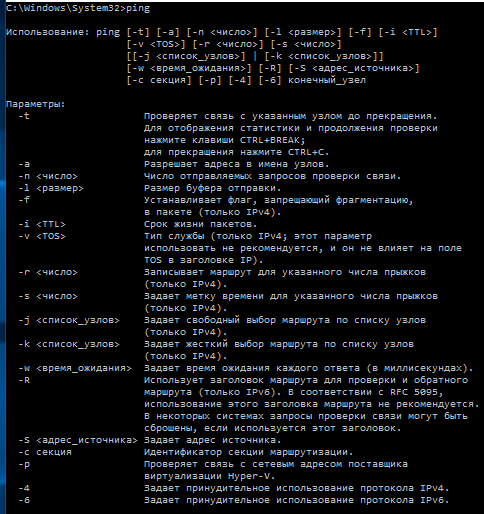 C:\Windows\System32>ping
Использование: ping [-t] [-a] [-n <число>] [-l <размер>] [-f] [-i <TTL>]
[-v <TOS>] [-r <число>] [-s <число>]
[[-j <список_узлов>] | [-k <список_узлов>]]
[-w <время_ожидания>] [-R] [-S <адрес_источника>]
[-c секция] [-p] [-4] [-6] конечный_узел
Параметры:
-t Проверяет связь с указанным узлом до прекращения.
Для отображения статистики и продолжения проверки
нажмите клавиши CTRL+BREAK;
для прекращения нажмите CTRL+C.
-a Разрешает адреса в имена узлов.
-n <число> Число отправляемых запросов проверки связи.
-l <размер> Размер буфера отправки.
-f Устанавливает флаг, запрещающий фрагментацию,
в пакете (только IPv4).
-i <TTL> Срок жизни пакетов.
-v <TOS> Тип службы (только IPv4; этот параметр
использовать не рекомендуется, и он не влияет на поле
TOS в заголовке IP).
-r <число> Записывает маршрут для указанного числа прыжков
(только IPv4).
-s <число> Задает метку времени для указанного числа прыжков
(только IPv4).
-j <список_узлов> Задает свободный выбор маршрута по списку узлов
(только IPv4).
-k <список_узлов> Задает жесткий выбор маршрута по списку узлов
(только IPv4).
-w <время_ожидания> Задает время ожидания каждого ответа (в миллисекундах).
-R Использует заголовок маршрута для проверки и обратного
маршрута (только IPv6). В соответствии с RFC 5095,
использование этого заголовка маршрута не рекомендуется.
В некоторых системах запросы проверки связи могут быть
сброшены, если используется этот заголовок.
-S <адрес_источника> Задает адрес источника.
-c секция Идентификатор секции маршрутизации.
-p Проверяет связь с сетевым адресом поставщика
виртуализации Hyper-V.
-4 Задает принудительное использование протокола IPv4.
-6 Задает принудительное использование протокола IPv6.